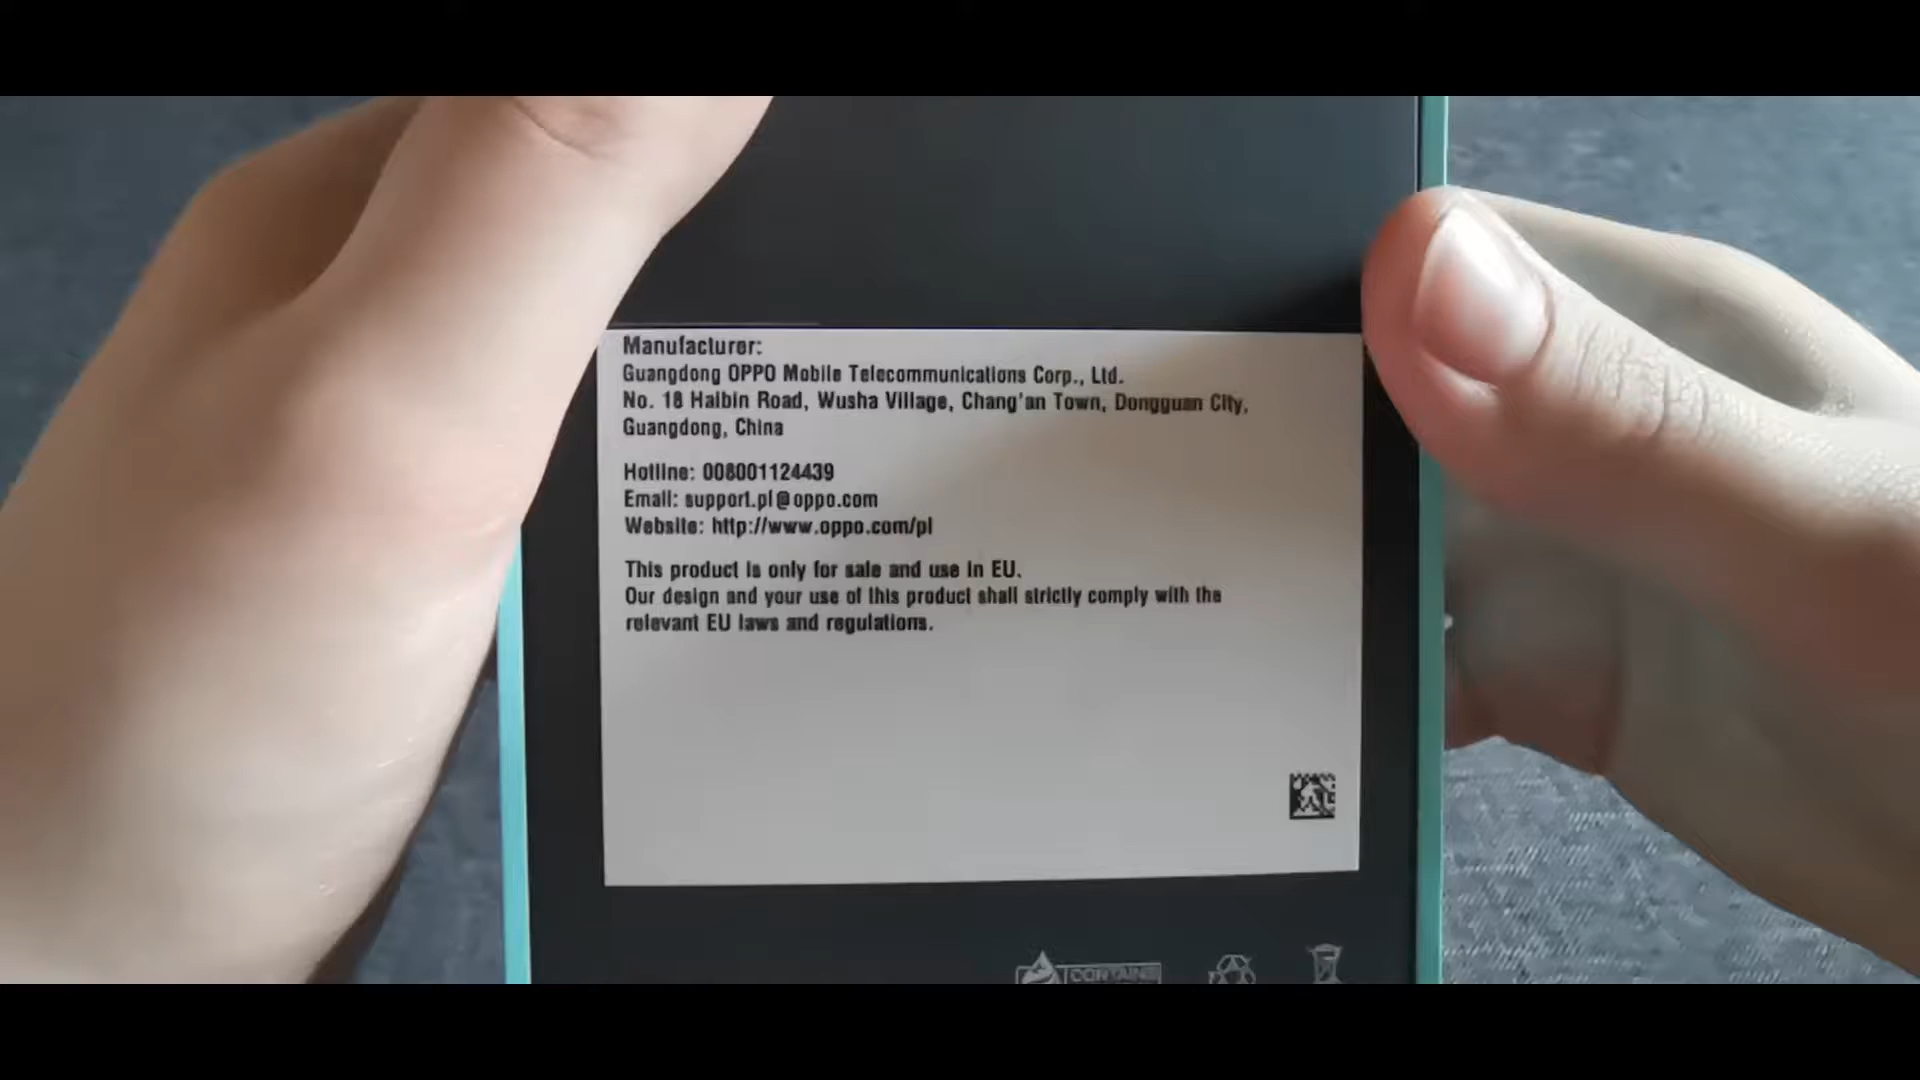 Manufacturer:
Guangdong OPPO Mobile Telecommunications Corp., Ltd.
No. 18 Haibin Road, Wusha Village, Chang'an Town, Dongguan City,
Guangdong, China
Hotline: 008001124439
Email: support.pl@oppo.com
Website: http://www.oppo.com/pl
This product is only for sale and use in EU.
Our design and your use of this product shall strictly comply with the
relevant EU laws and regulations.
CONTAINS